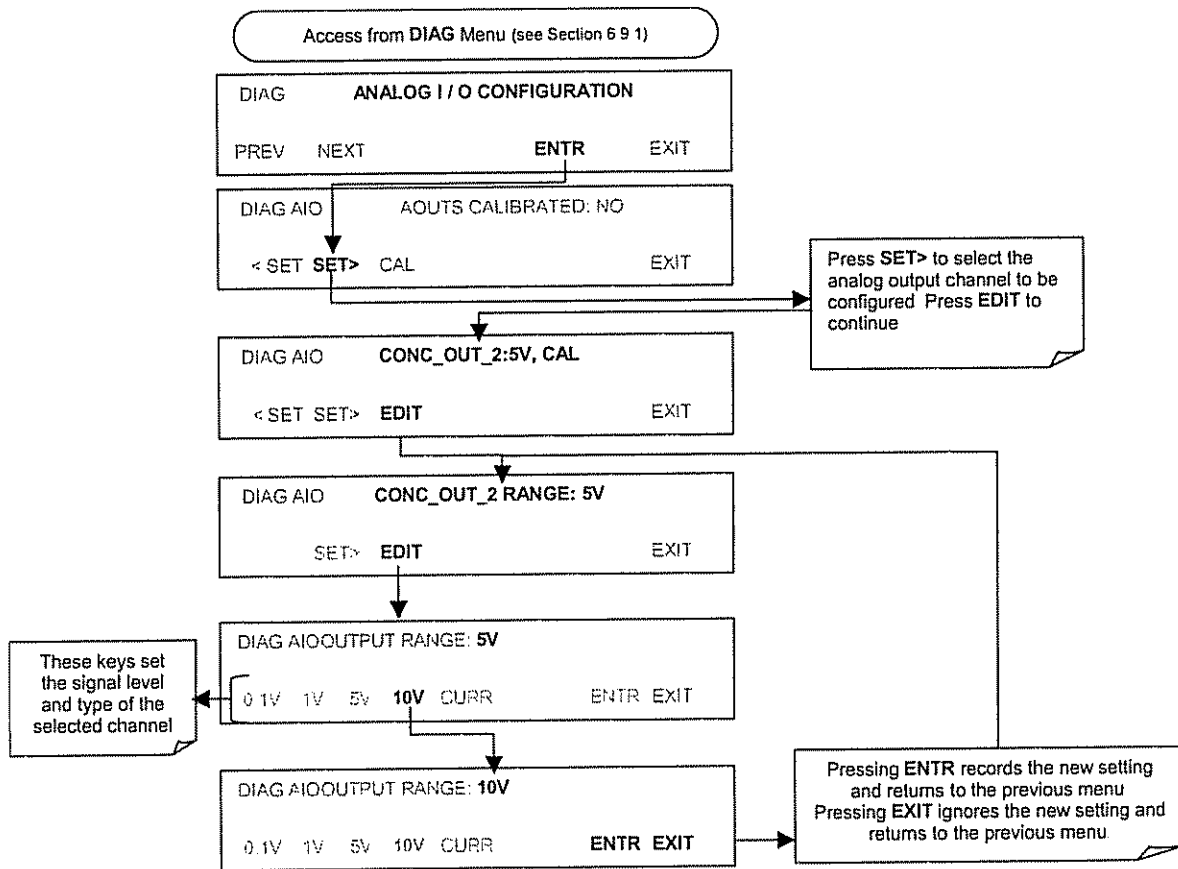 Access from DIAG Menu (see Section 6 9 1)
DIAG ANALOG I / O CONFIGURATION
PREV NEXT ENTR EXIT
DIAG AIO AOUTS CALIBRATED: NO
< SET SET> CAL EXIT
Press SET> to select the
analog output channel to be
configured Press EDIT to
continue
DIAG AIO CONC_OUT_2:5V, CAL
< SET SET> EDIT EXIT
DIAG AIO CONC_OUT_2 RANGE: 5V
SET> EDIT EXIT
These keys set
the signal level
and type of the
selected channel
DIAG AIOOUTPUT RANGE: 5V
0 1V 1V 5V 10V CURR ENTR EXIT
DIAG AIOOUTPUT RANGE: 10V
0.1V 1V 5V 10V CURR ENTR EXIT
Pressing ENTR records the new setting
and returns to the previous menu
Pressing EXIT ignores the new setting and
returns to the previous menu